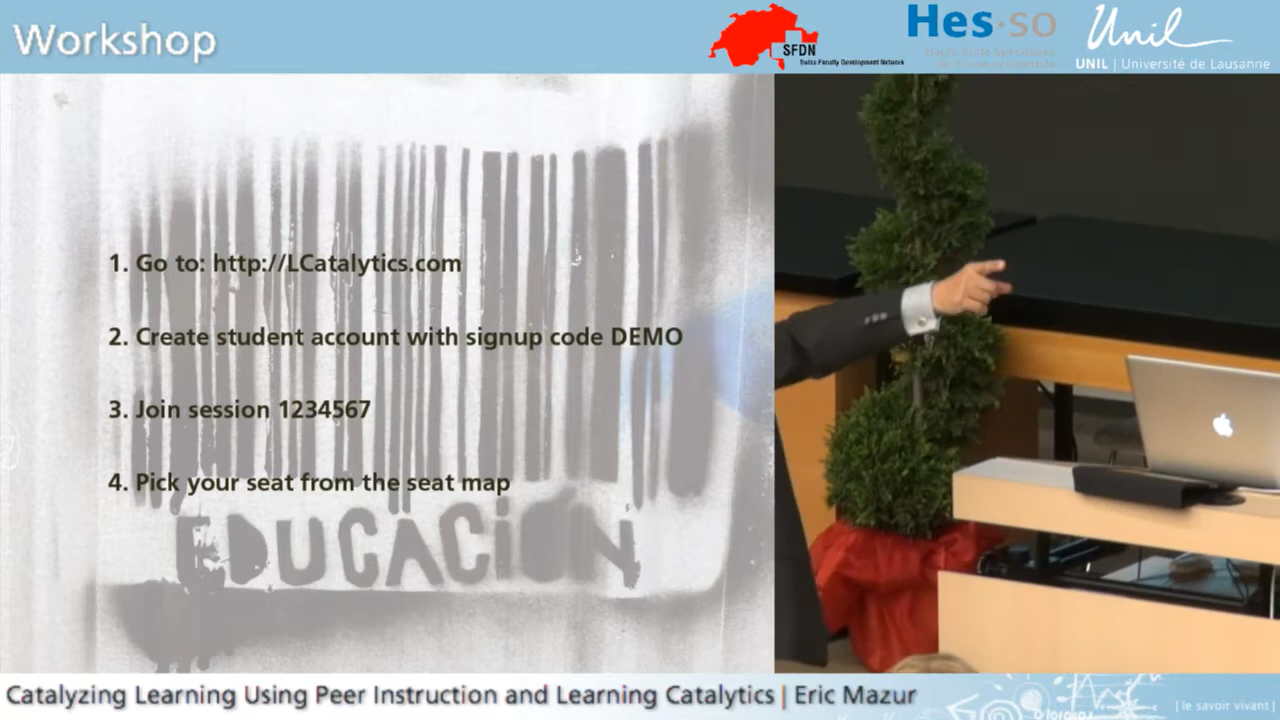 Workshop
SFDN
Swiss Faculty Development Network
Hes·so
Unil
UNIL | Université de Lausanne
1. Go to: http://LCatalytics.com
2. Create student account with signup code DEMO
3. Join session 1234567
4. Pick your seat from the seat map
EDUCACIÓN
Catalyzing Learning Using Peer Instruction and Learning Catalytics | Eric Mazur
| le savoir vivant |